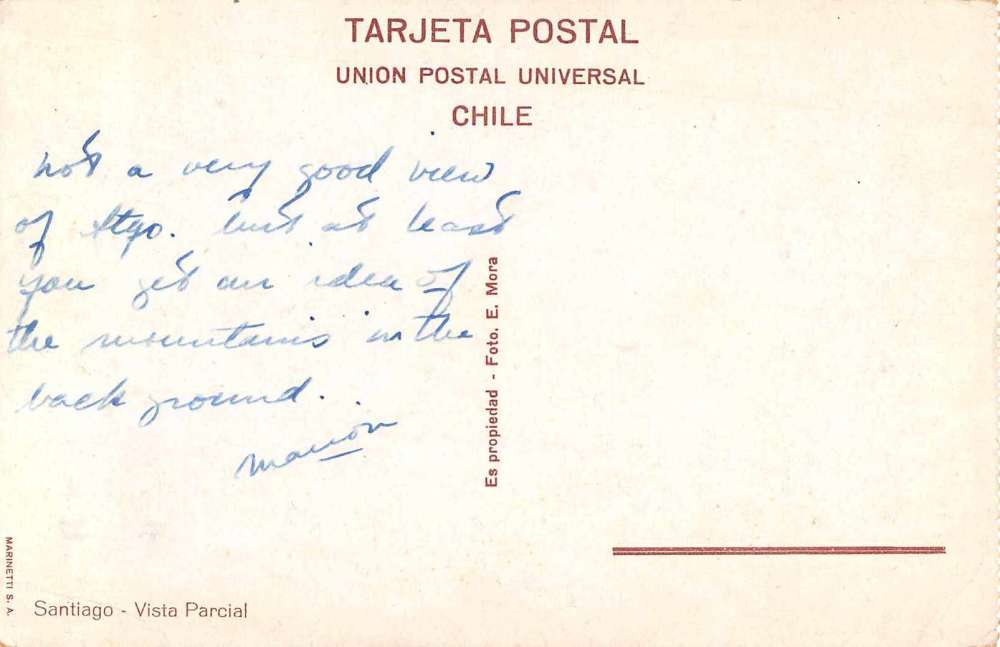 TARJETA POSTAL
UNION POSTAL UNIVERSAL
CHILE
not a very good view
of Stgo. but at least
you get an idea of
the mountains in the
back ground.
Marion
Es propiedad - Foto. E. Mora
MARINETTI S. A.
Santiago - Vista Parcial